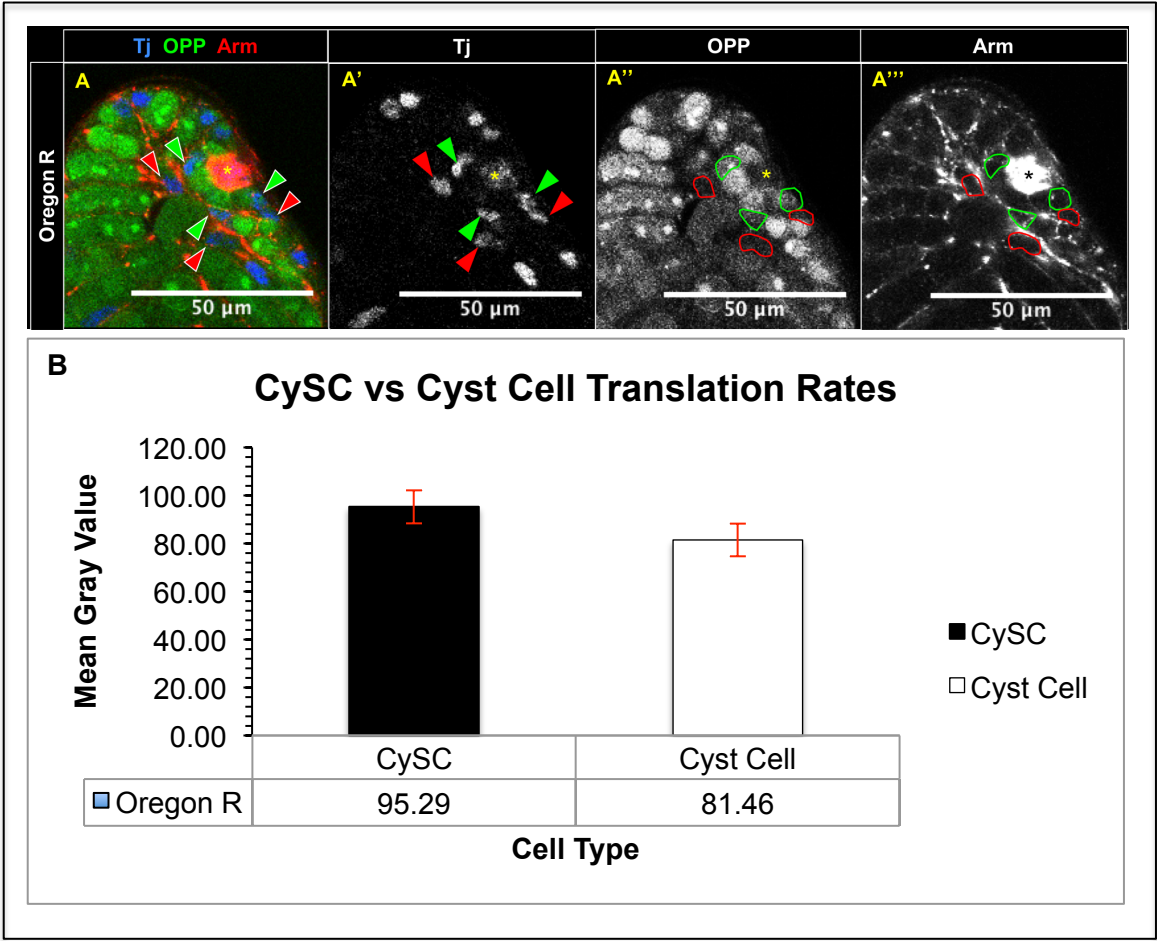 Tj OPP Arm
Tj
OPP
Arm
Oregon R
A
A'
A''
A'''
*
*
*
*
50 µm
50 µm
50 µm
50 µm
B
CySC vs Cyst Cell Translation Rates
Mean Gray Value
120.00
100.00
80.00
60.00
40.00
20.00
0.00
CySC
Cyst Cell
CySC
Cyst Cell
Oregon R
95.29
81.46
Cell Type